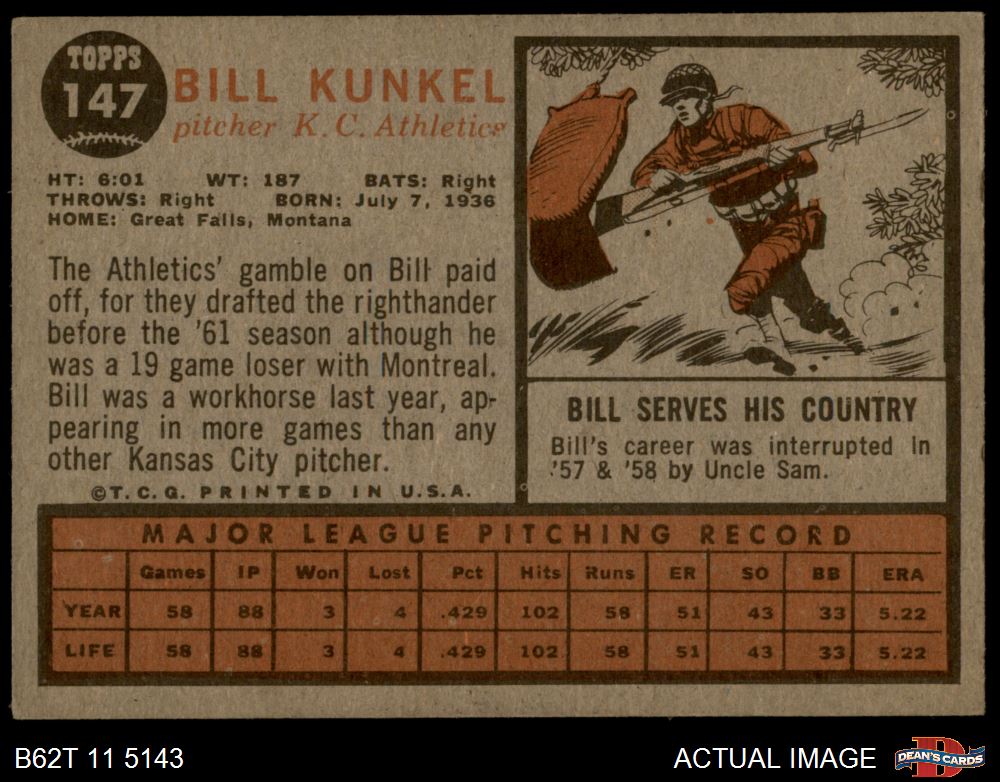 TOPPS
147
BILL KUNKEL
pitcher K. C. Athletics
HT: 6:01 WT: 187 BATS: Right
THROWS: Right BORN: July 7, 1936
HOME: Great Falls, Montana
The Athletics' gamble on Bill paid
off, for they drafted the righthander
before the '61 season although he
was a 19 game loser with Montreal.
Bill was a workhorse last year, ap-
pearing in more games than any
other Kansas City pitcher.
©T. C. G. PRINTED IN U.S.A.
BILL SERVES HIS COUNTRY
Bill's career was interrupted in
'57 & '58 by Uncle Sam.
MAJOR LEAGUE PITCHING RECORD
Games IP Won Lost Pct Hits Runs ER SO BB ERA
YEAR 58 88 3 4 .429 102 58 51 43 33 5.22
LIFE 58 88 3 4 .429 102 58 51 43 33 5.22
B62T 11 5143 ACTUAL IMAGE
D
DEAN'S CARDS